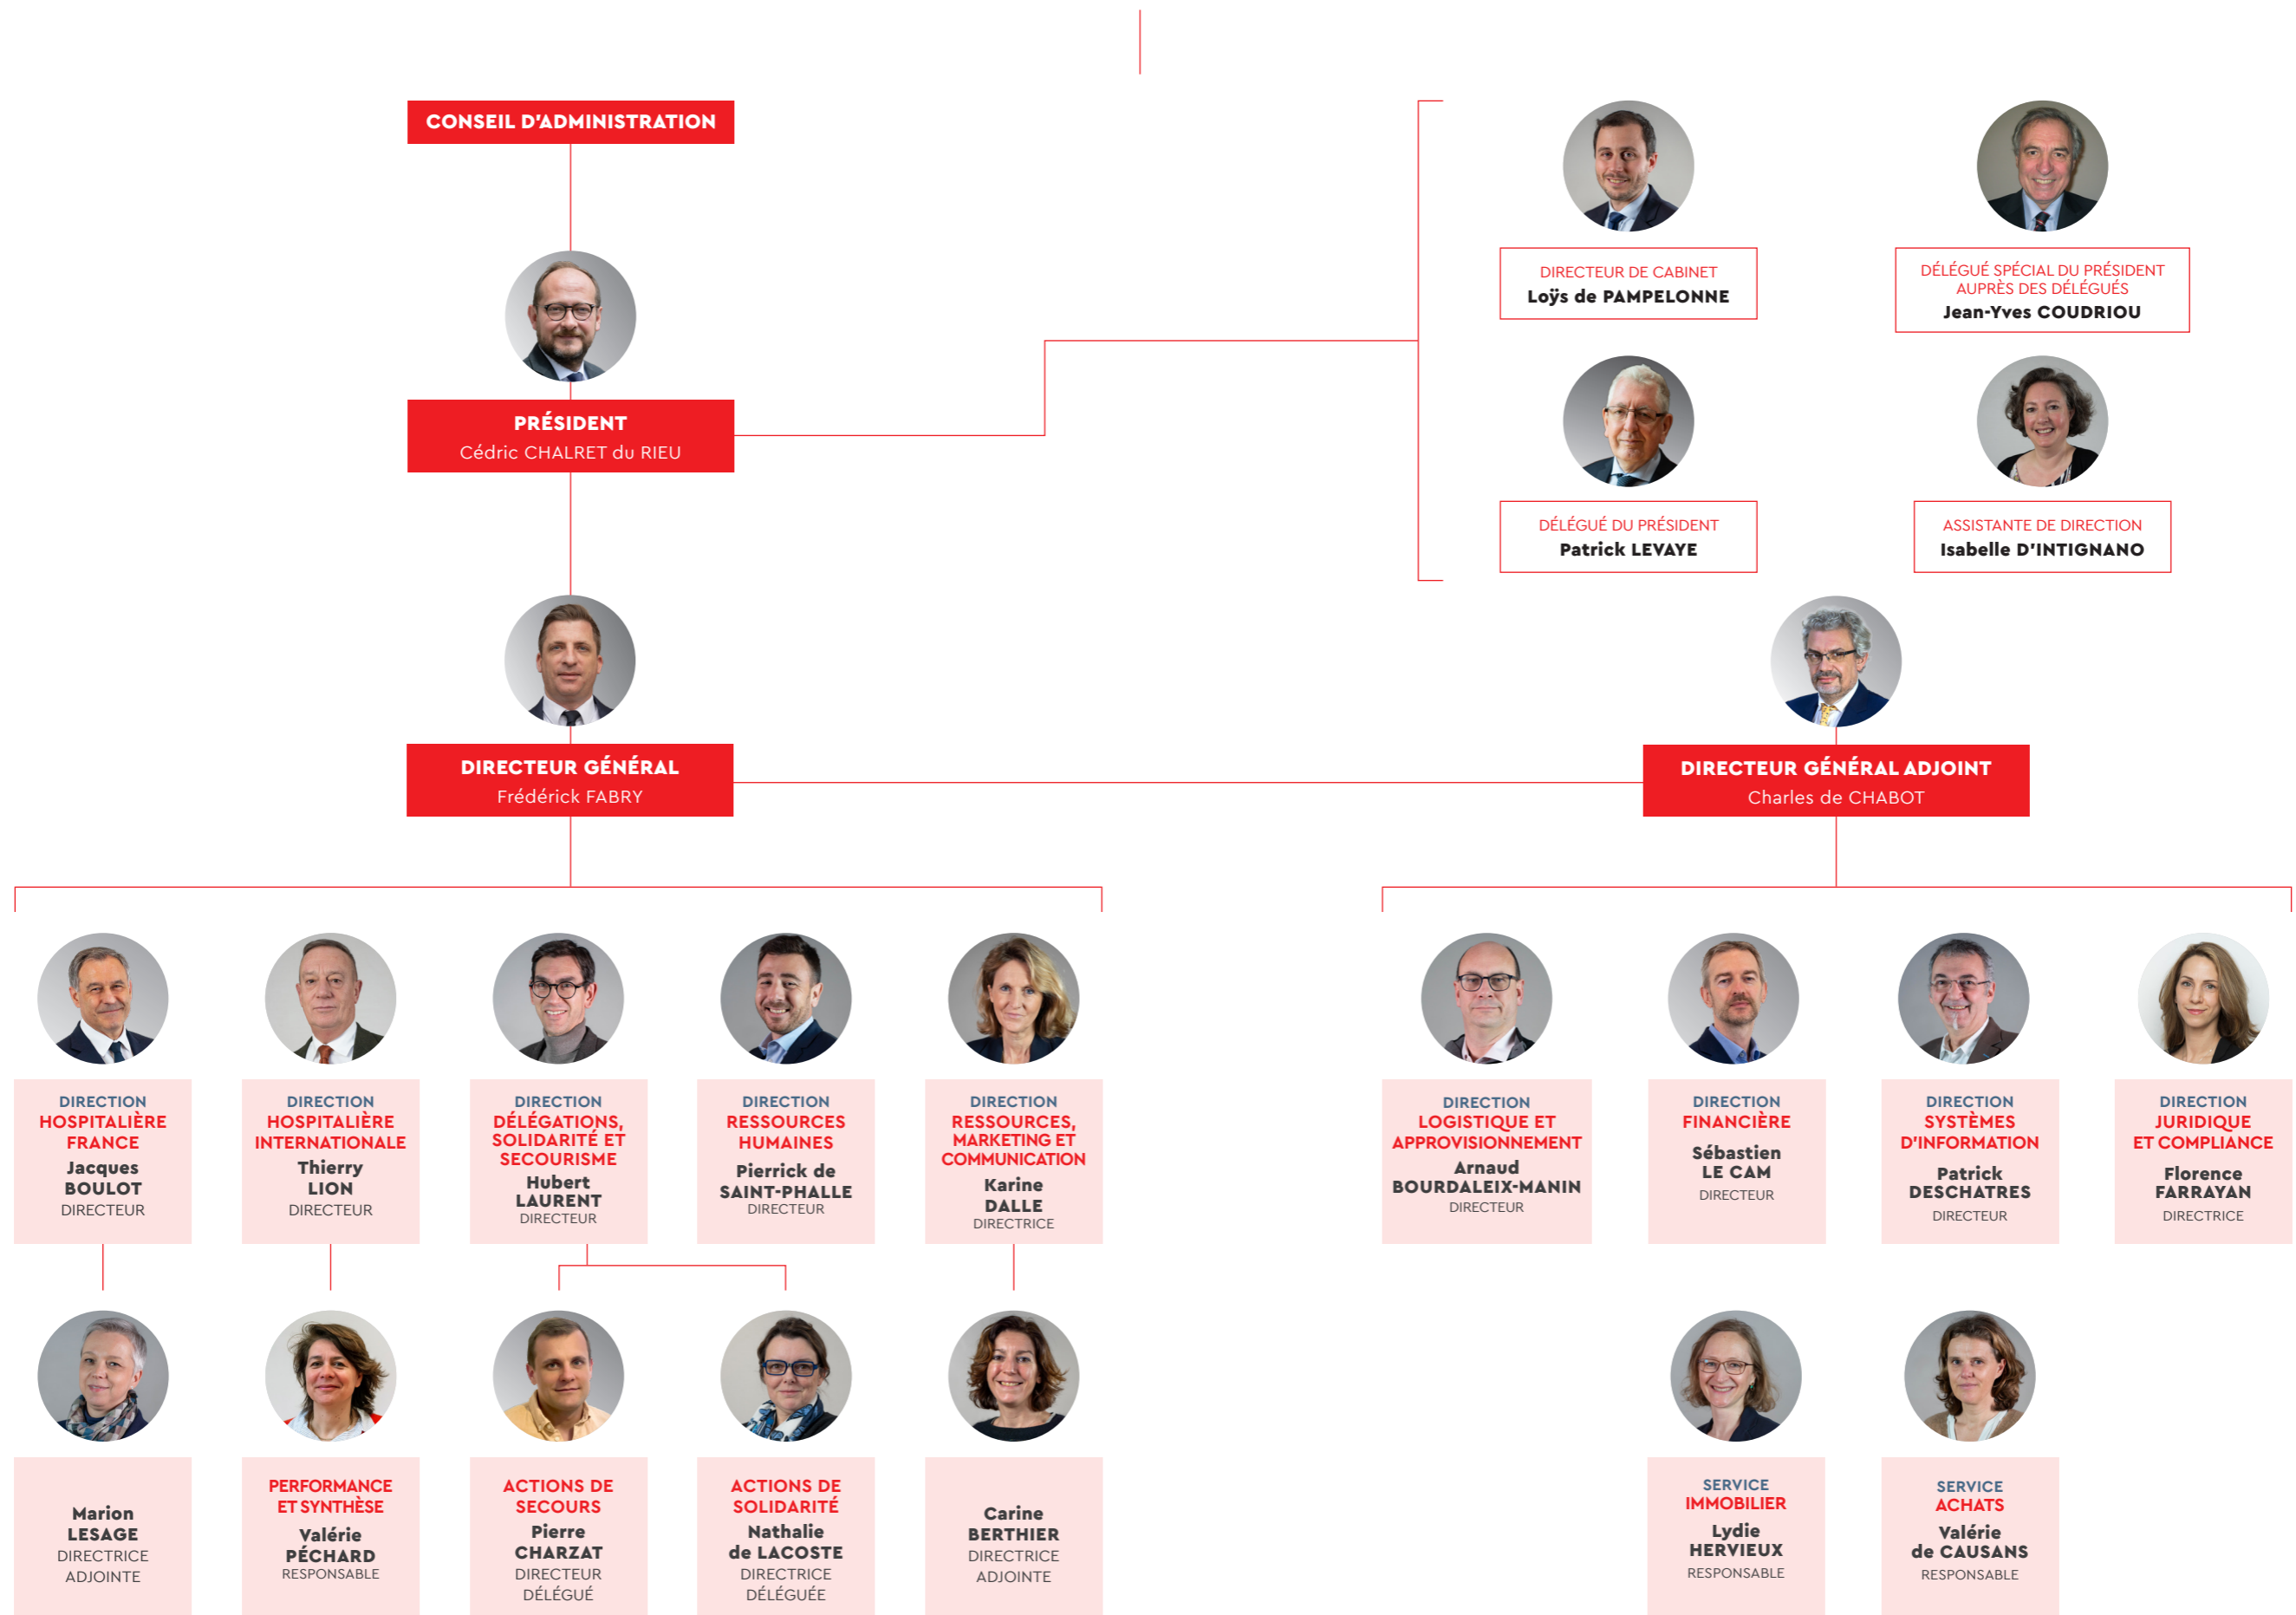 CONSEIL D'ADMINISTRATION
PRÉSIDENT
Cédric CHALRET du RIEU
DIRECTEUR DE CABINET
Loÿs de PAMPELONNE
DÉLÉGUÉ SPÉCIAL DU PRÉSIDENT
AUPRÈS DES DÉLÉGUÉS
Jean-Yves COUDRIOU
DÉLÉGUÉ DU PRÉSIDENT
Patrick LEVAYE
ASSISTANTE DE DIRECTION
Isabelle D'INTIGNANO
DIRECTEUR GÉNÉRAL
Frédérick FABRY
DIRECTEUR GÉNÉRAL ADJOINT
Charles de CHABOT
DIRECTION
HOSPITALIÈRE
FRANCE
Jacques
BOULOT
DIRECTEUR
DIRECTION
HOSPITALIÈRE
INTERNATIONALE
Thierry
LION
DIRECTEUR
DIRECTION
DÉLÉGATIONS,
SOLIDARITÉ ET
SECOURISME
Hubert
LAURENT
DIRECTEUR
DIRECTION
RESSOURCES
HUMAINES
Pierrick de
SAINT-PHALLE
DIRECTEUR
DIRECTION
RESSOURCES,
MARKETING ET
COMMUNICATION
Karine
DALLE
DIRECTRICE
DIRECTION
LOGISTIQUE ET
APPROVISIONNEMENT
Arnaud
BOURDALEIX-MANIN
DIRECTEUR
DIRECTION
FINANCIÈRE
Sébastien
LE CAM
DIRECTEUR
DIRECTION
SYSTÈMES
D'INFORMATION
Patrick
DESCHATRES
DIRECTEUR
DIRECTION
JURIDIQUE
ET COMPLIANCE
Florence
FARRAYAN
DIRECTRICE
Marion
LESAGE
DIRECTRICE
ADJOINTE
PERFORMANCE
ET SYNTHÈSE
Valérie
PÉCHARD
RESPONSABLE
ACTIONS DE
SECOURS
Pierre
CHARZAT
DIRECTEUR
DÉLÉGUÉ
ACTIONS DE
SOLIDARITÉ
Nathalie
de LACOSTE
DIRECTRICE
DÉLÉGUÉE
Carine
BERTHIER
DIRECTRICE
ADJOINTE
SERVICE
IMMOBILIER
Lydie
HERVIEUX
RESPONSABLE
SERVICE
ACHATS
Valérie
de CAUSANS
RESPONSABLE